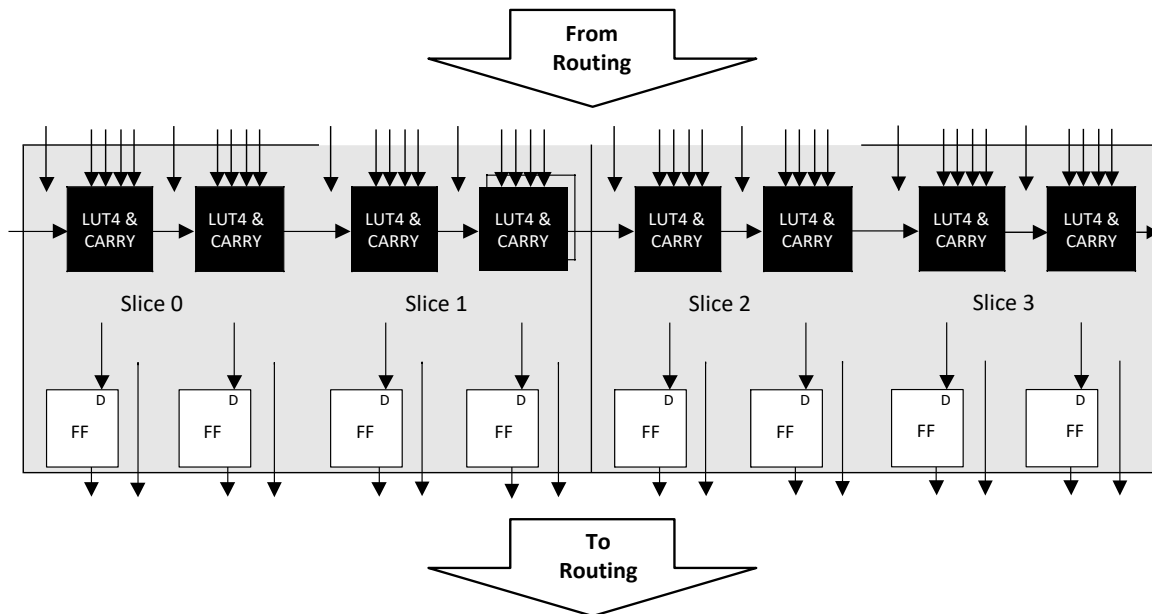 From
Routing
LUT4 &
CARRY
LUT4 &
CARRY
LUT4 &
CARRY
LUT4 &
CARRY
LUT4 &
CARRY
LUT4 &
CARRY
LUT4 &
CARRY
LUT4 &
CARRY
Slice 0
Slice 1
Slice 2
Slice 3
D
FF
D
FF
D
FF
D
FF
D
FF
D
FF
D
FF
D
FF
To
Routing